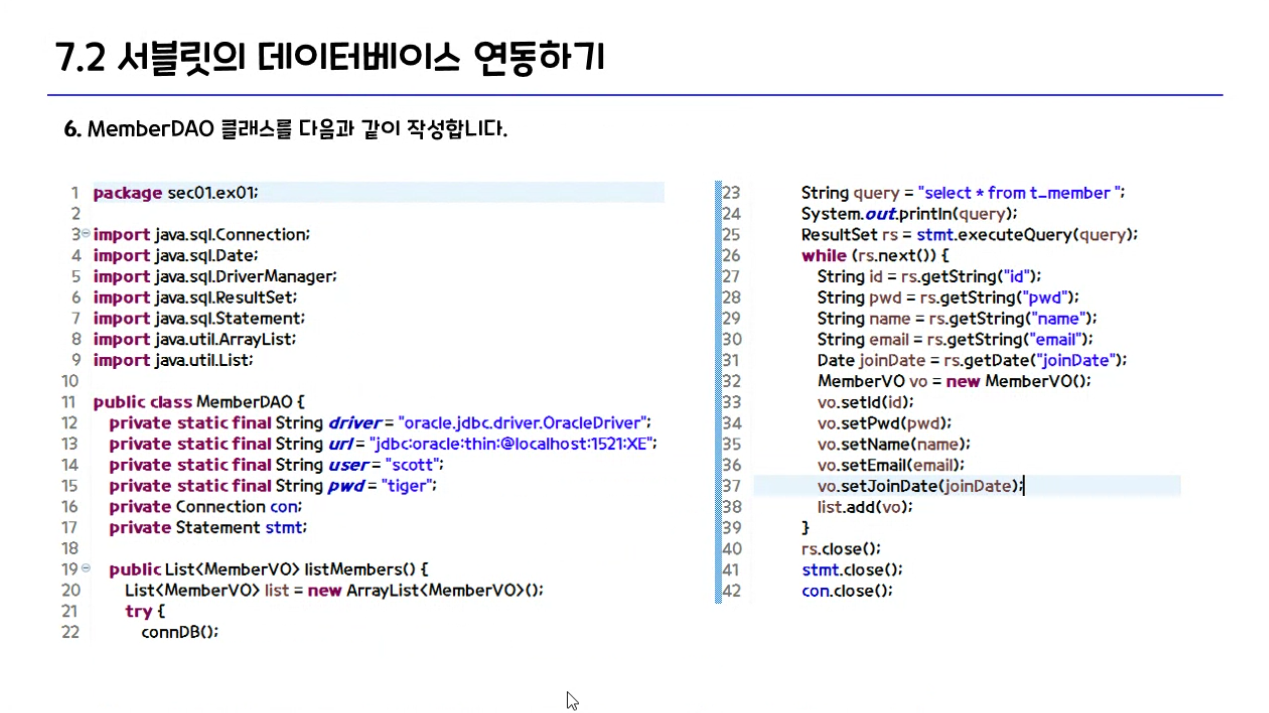 7.2 서블릿의 데이터베이스 연동하기
6. MemberDAO 클래스를 다음과 같이 작성합니다.
1 package sec01.ex01;
2
3 import java.sql.Connection;
4 import java.sql.Date;
5 import java.sql.DriverManager;
6 import java.sql.ResultSet;
7 import java.sql.Statement;
8 import java.util.ArrayList;
9 import java.util.List;
10
11 public class MemberDAO {
12 private static final String driver = "oracle.jdbc.driver.OracleDriver";
13 private static final String url = "jdbc:oracle:thin:@localhost:1521:XE";
14 private static final String user = "scott";
15 private static final String pwd = "tiger";
16 private Connection con;
17 private Statement stmt;
18
19 public List<MemberVO> listMembers() {
20 List<MemberVO> list = new ArrayList<MemberVO>();
21 try {
22 connDB();
23 String query = "select * from t_member ";
24 System.out.println(query);
25 ResultSet rs = stmt.executeQuery(query);
26 while (rs.next()) {
27 String id = rs.getString("id");
28 String pwd = rs.getString("pwd");
29 String name = rs.getString("name");
30 String email = rs.getString("email");
31 Date joinDate = rs.getDate("joinDate");
32 MemberVO vo = new MemberVO();
33 vo.setId(id);
34 vo.setPwd(pwd);
35 vo.setName(name);
36 vo.setEmail(email);
37 vo.setJoinDate(joinDate);
38 list.add(vo);
39 }
40 rs.close();
41 stmt.close();
42 con.close();